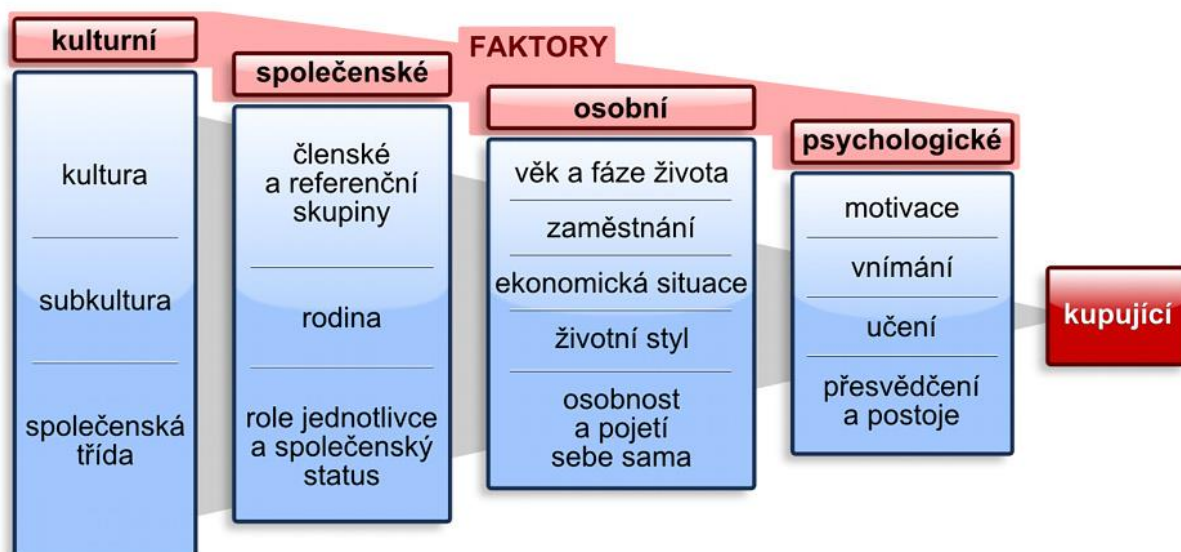 FAKTORY
kulturní
kultura
subkultura
společenská
třída
společenské
členské
a referenční
skupiny
rodina
role jednotlivce
a společenský
status
osobní
věk a fáze života
zaměstnání
ekonomická situace
životní styl
osobnost
a pojetí
sebe sama
psychologické
motivace
vnímání
učení
přesvědčení
a postoje
kupující